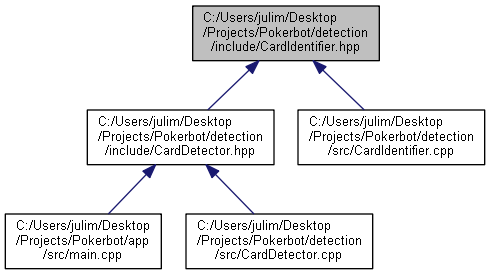 C:/Users/julim/Desktop
/Projects/Pokerbot/detection
/include/CardIdentifier.hpp
C:/Users/julim/Desktop
/Projects/Pokerbot/detection
/include/CardDetector.hpp
C:/Users/julim/Desktop
/Projects/Pokerbot/detection
/src/CardIdentifier.cpp
C:/Users/julim/Desktop
/Projects/Pokerbot/app
/src/main.cpp
C:/Users/julim/Desktop
/Projects/Pokerbot/detection
/src/CardDetector.cpp